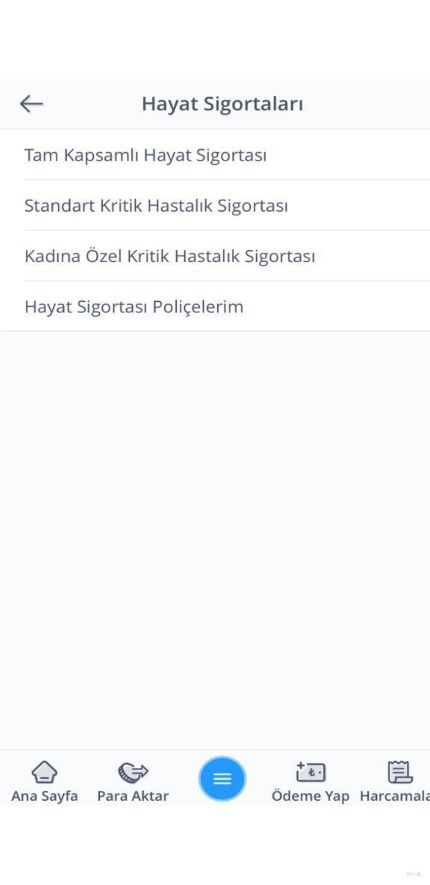 Hayat Sigortaları
Tam Kapsamlı Hayat Sigortası
Standart Kritik Hastalık Sigortası
Kadına Özel Kritik Hastalık Sigortası
Hayat Sigortası Poliçelerim
Ana Sayfa
Para Aktar
Ödeme Yap
Harcamala